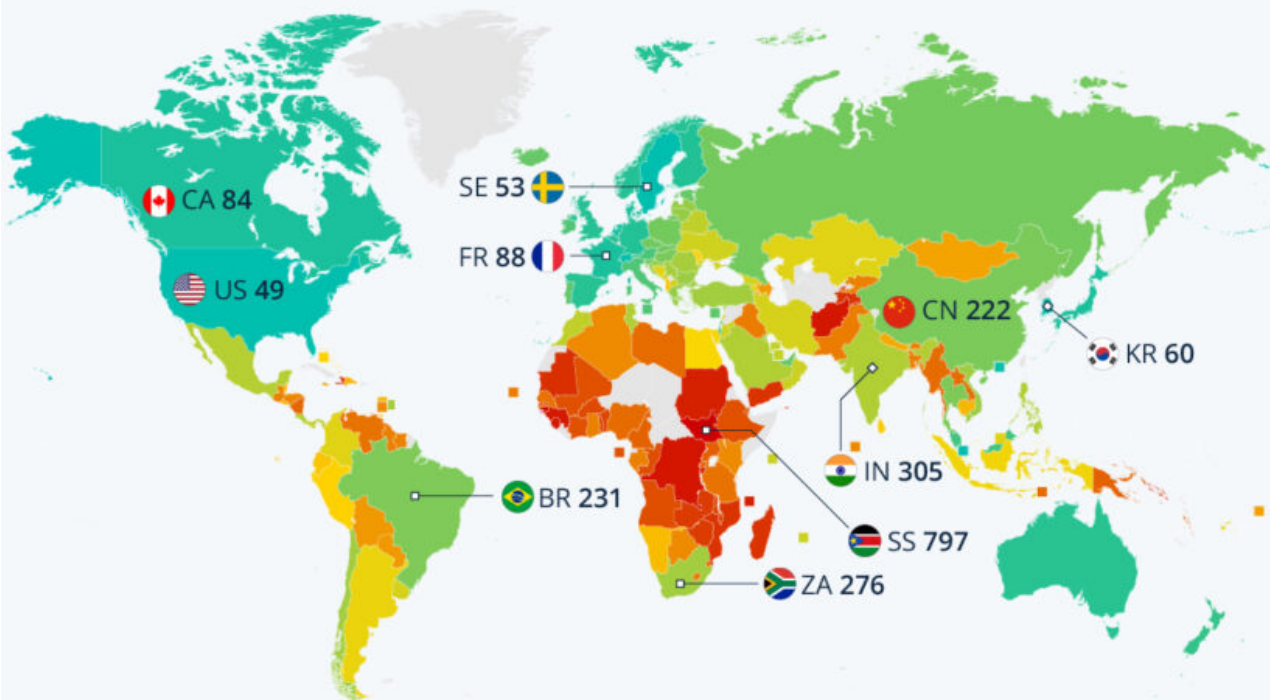 SE 53
CA 84
FR 88
US 49
CN 222
KR 60
IN 305
BR 231
SS 797
ZA 276